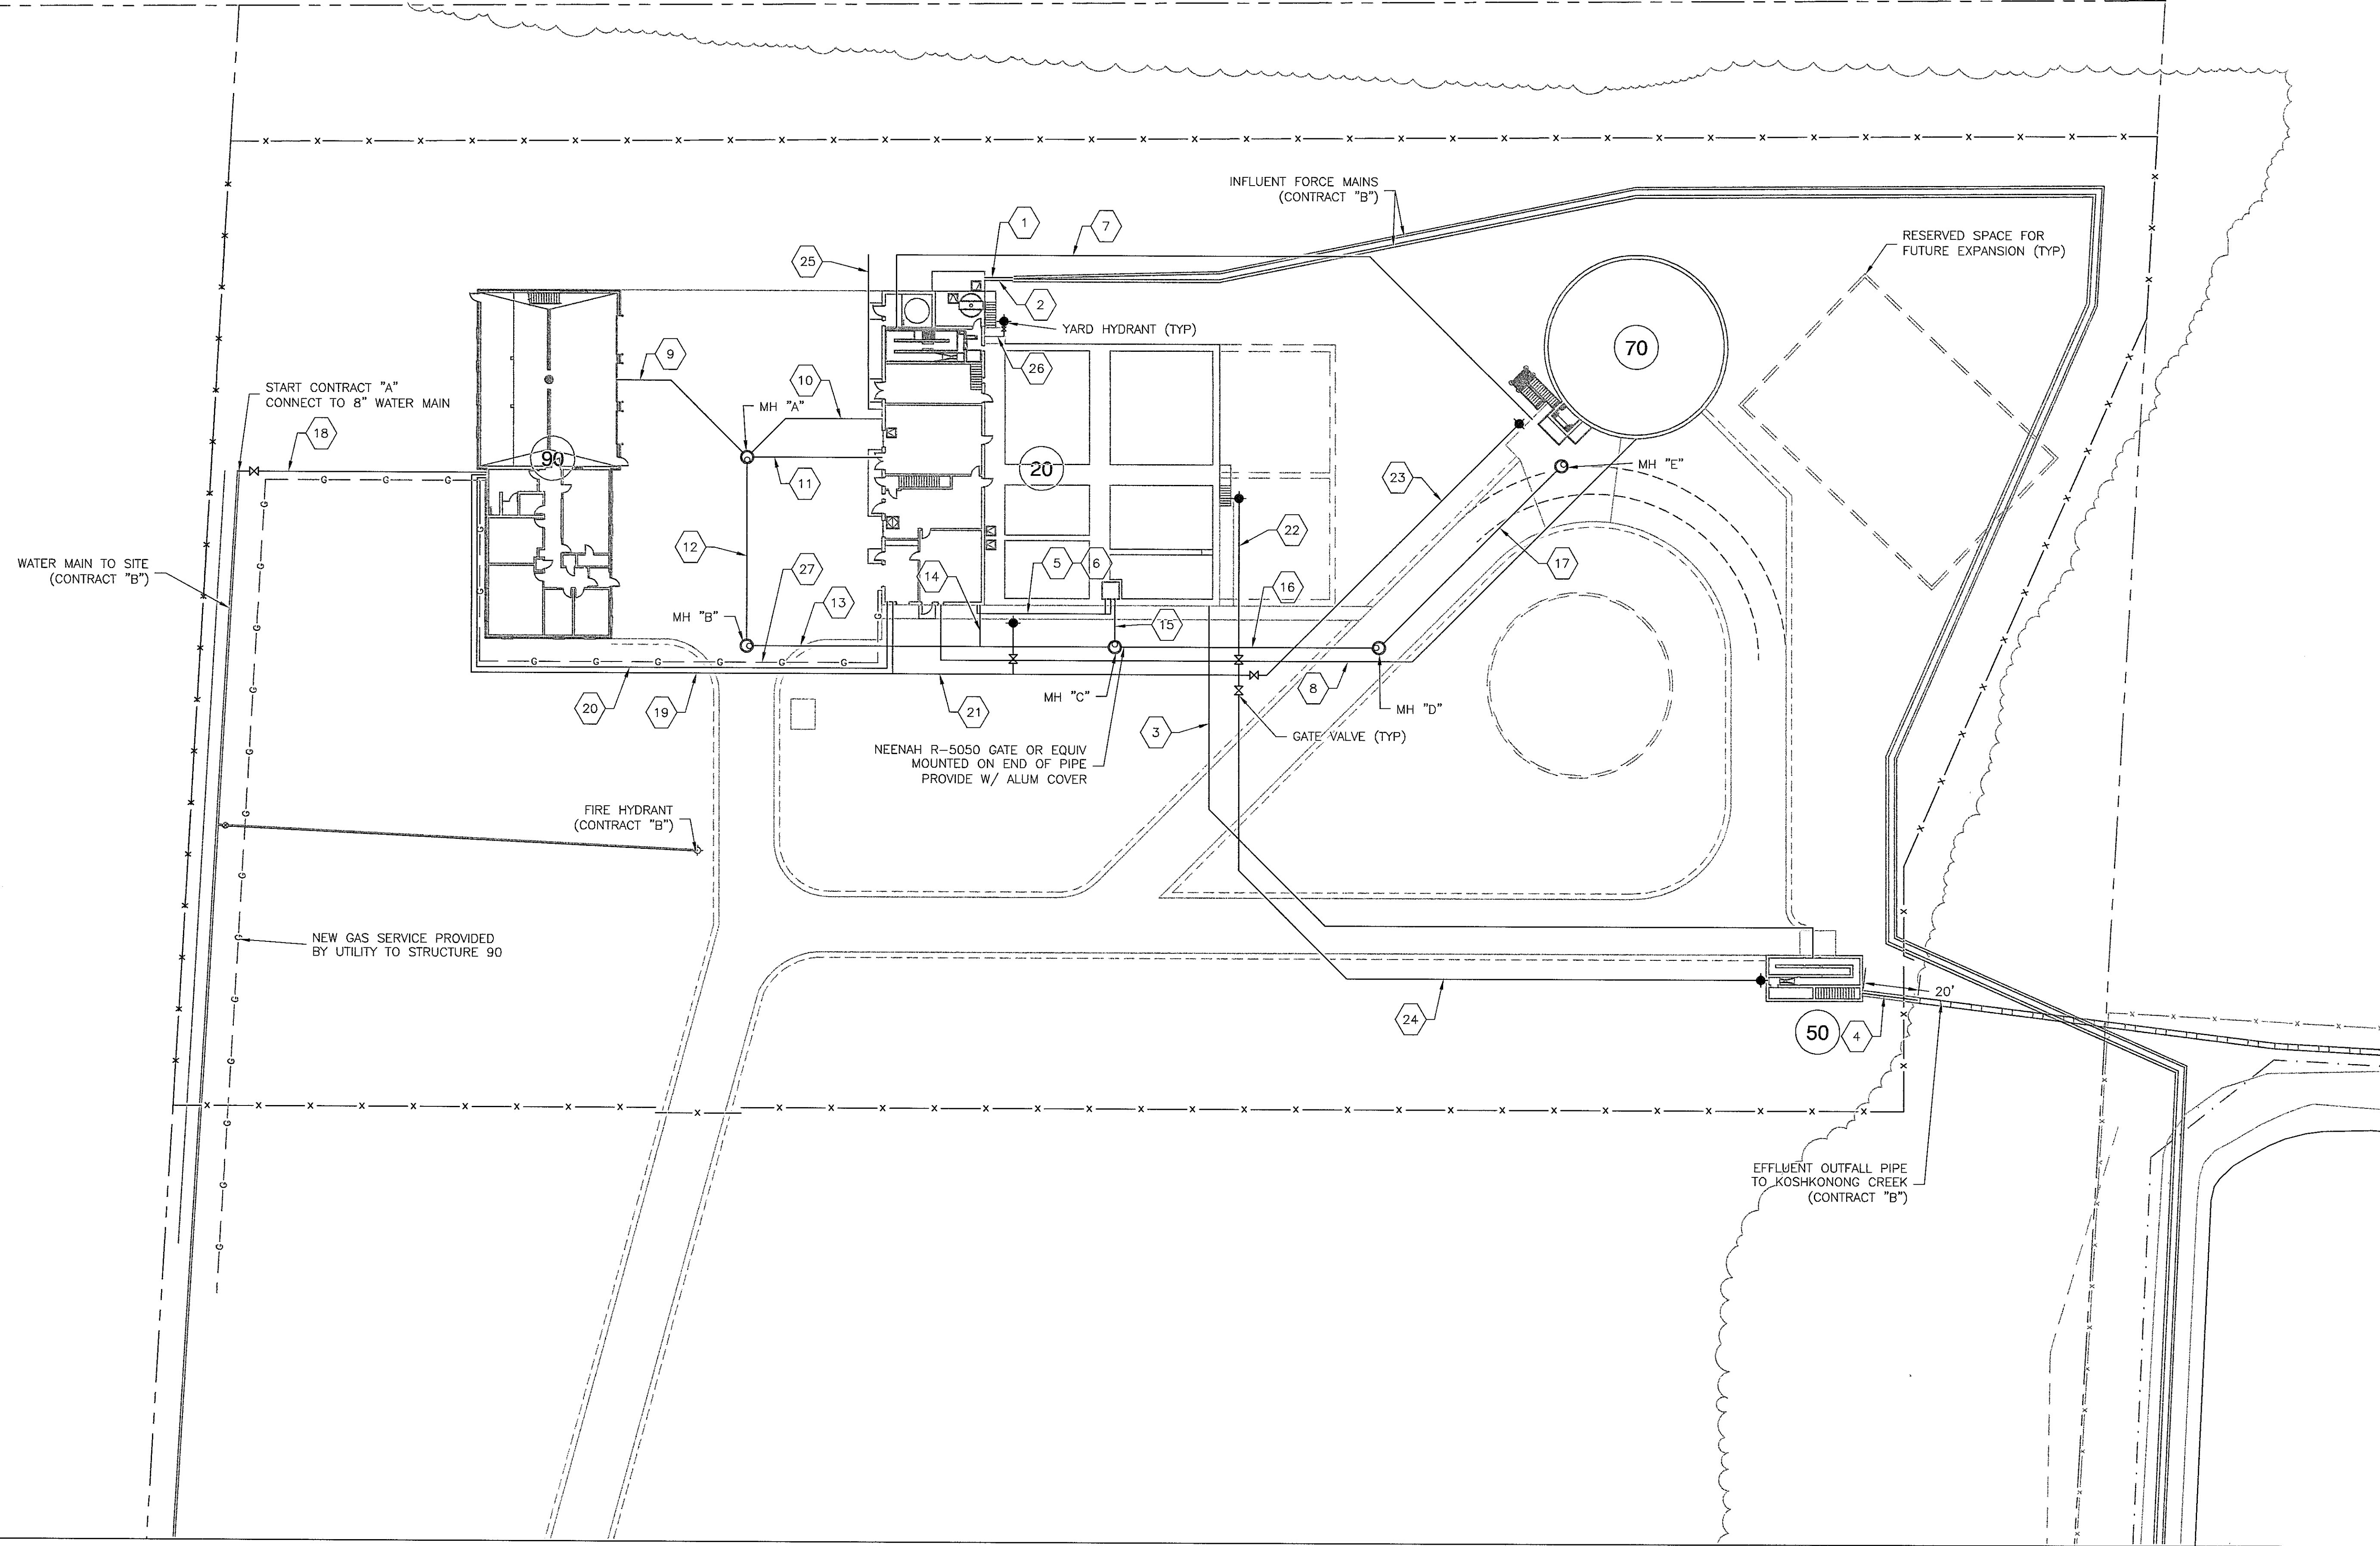 INFLUENT FORCE MAINS
(CONTRACT "B")
RESERVED SPACE FOR
FUTURE EXPANSION (TYP)
1
7
25
2
YARD HYDRANT (TYP)
26
70
9
10
START CONTRACT "A"
CONNECT TO 8" WATER MAIN
MH "A"
18
90
20
11
23
MH "E"
22
12
WATER MAIN TO SITE
(CONTRACT "B")
5
6
17
27
14
13
16
MH "B"
15
20
19
21
MH "C"
8
MH "D"
3
GATE VALVE (TYP)
NEENAH R-5050 GATE OR EQUIV
MOUNTED ON END OF PIPE
PROVIDE W/ ALUM COVER
FIRE HYDRANT
(CONTRACT "B")
NEW GAS SERVICE PROVIDED
BY UTILITY TO STRUCTURE 90
20'
24
50
4
EFFLUENT OUTFALL PIPE
TO KOSHKONONG CREEK
(CONTRACT "B")